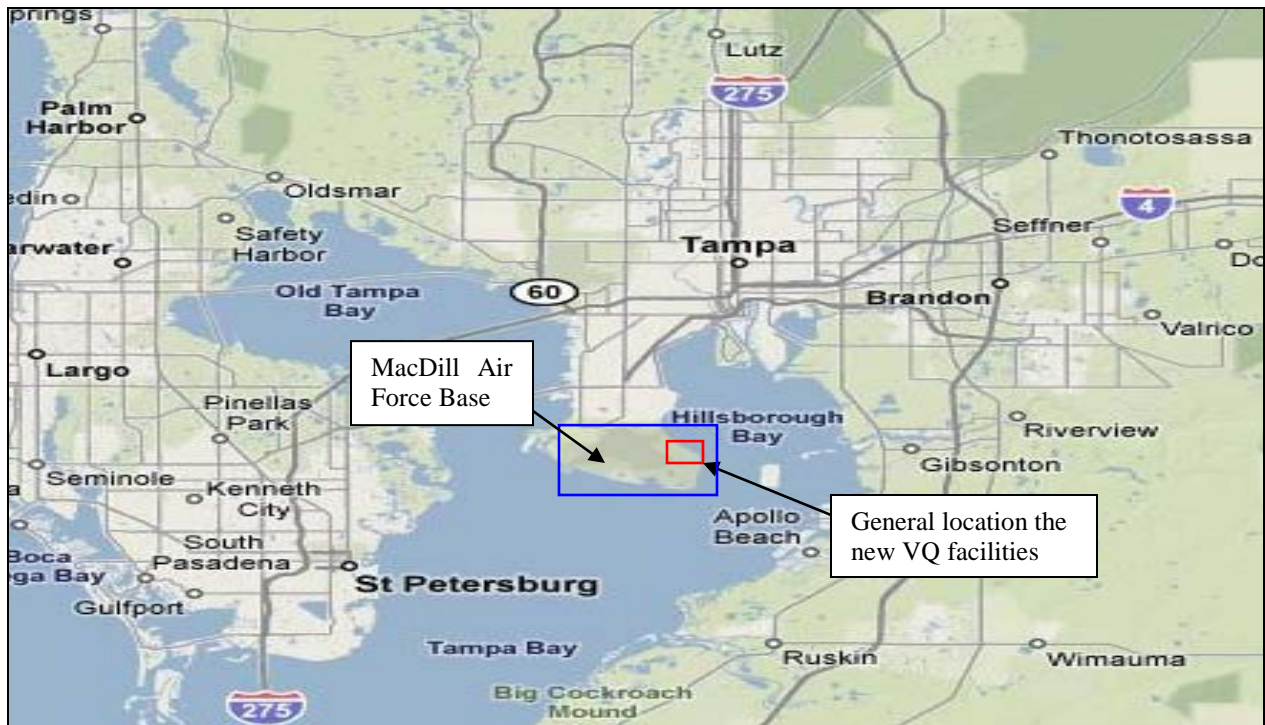 prings
Lutz
275
Palm
Harbor
Thonotosassa
edin
Oldsmar
4
Safety
Harbor
Seffner
arwater
Tampa
Do
Old Tampa
Bay
60
Brandon
Valrico
Largo
MacDill Air
Force Base
Pinellas
Park
Hillsborough
Bay
Riverview
Gibsonton
Seminole
a
Kenneth
City
General location the
new VQ facilities
Apollo
Beach
South
Pasadena
Boca
ega Bay
St Petersburg
Gulfport
Tampa Bay
Ruskin
Wimauma
Big Cockroach
Mound
275